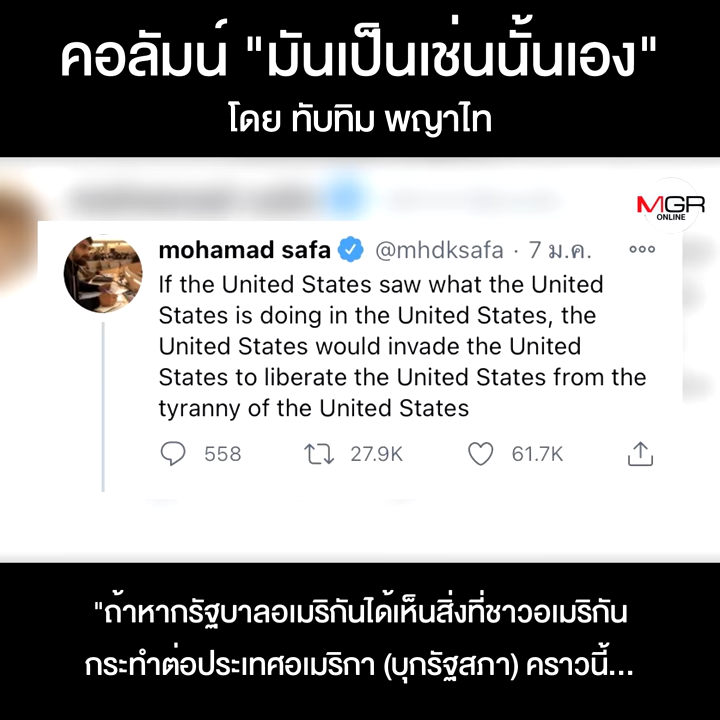 คอลัมน์ "มันเป็นเช่นนั้นเอง"
โดย ทับทิม พญาไท
MGR
ONLINE
mohamad safa @mhdksafa · 7 ม.ค.
If the United States saw what the United
States is doing in the United States, the
United States would invade the United
States to liberate the United States from the
tyranny of the United States
558 27.9K 61.7K
"ถ้าหากรัฐบาลอเมริกันได้เห็นสิ่งที่ชาวอเมริกัน
กระทำต่อประเทศอเมริกา (บุกรัฐสภา) คราวนี้...